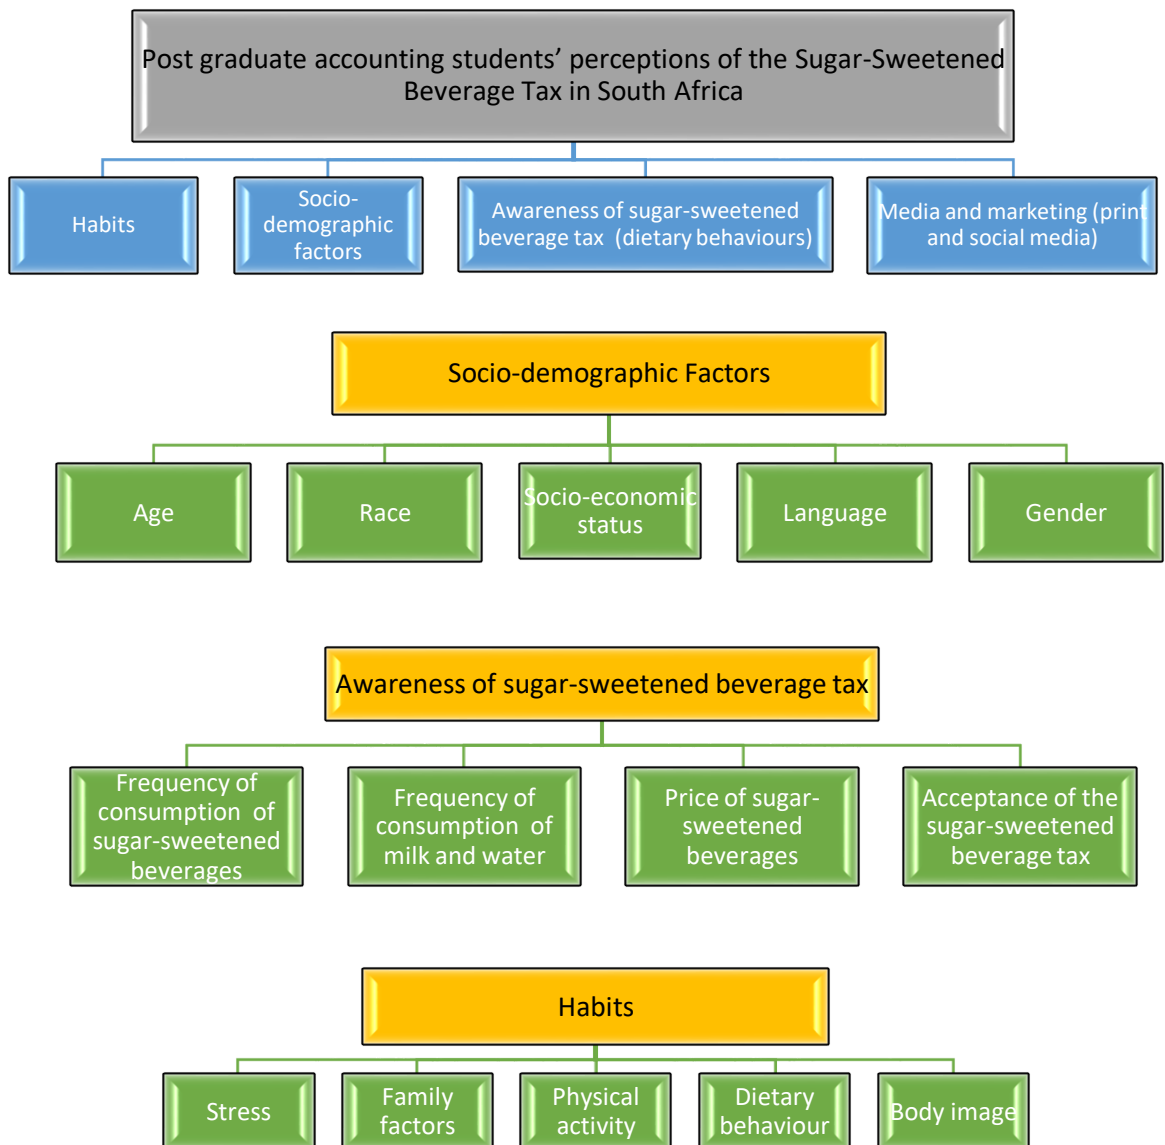 Post graduate accounting students’ perceptions of the Sugar-Sweetened
Beverage Tax in South Africa
Habits
Socio-
demographic
factors
Awareness of sugar-sweetened
beverage tax (dietary behaviours)
Media and marketing (print
and social media)
Socio-demographic Factors
Age
Race
Socio-economic
status
Language
Gender
Awareness of sugar-sweetened beverage tax
Frequency of
consumption of
sugar-sweetened
beverages
Frequency of
consumption of
milk and water
Price of sugar-
sweetened
beverages
Acceptance of the
sugar-sweetened
beverage tax
Habits
Stress
Family
factors
Physical
activity
Dietary
behaviour
Body image